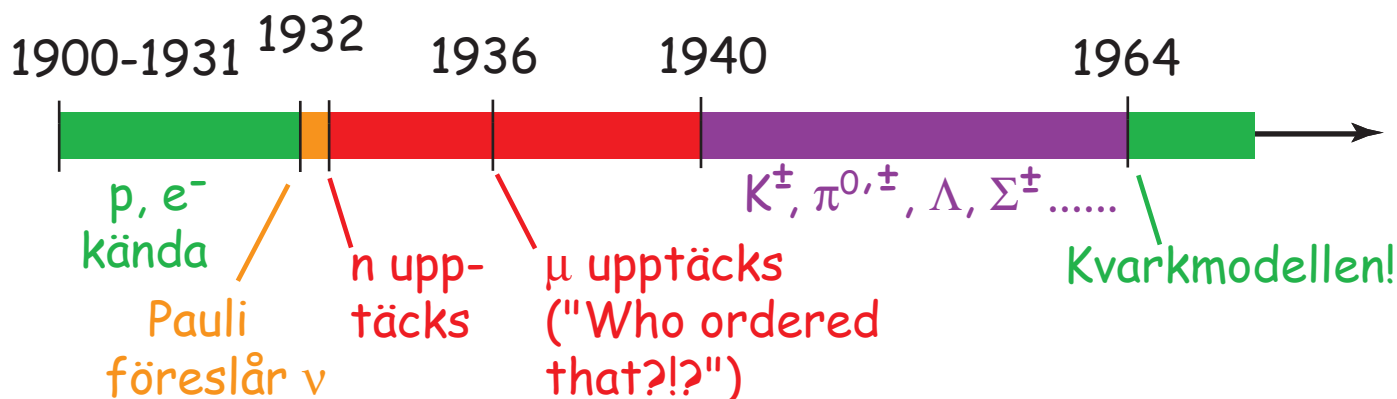 1900-1931
1932
1936
1940
1964
p, e⁻
kända
Pauli
föreslår ν
n upp-
täcks
μ upptäcks
("Who ordered
that?!?")
K±, π⁰,±, Λ, Σ± ......
Kvarkmodellen!